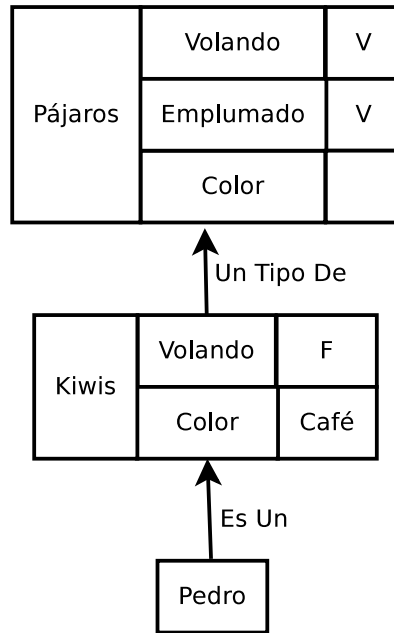 Volando V
Pájaros Emplumado V
Color
Un Tipo De
Volando F
Kiwis
Color Café
Es Un
Pedro